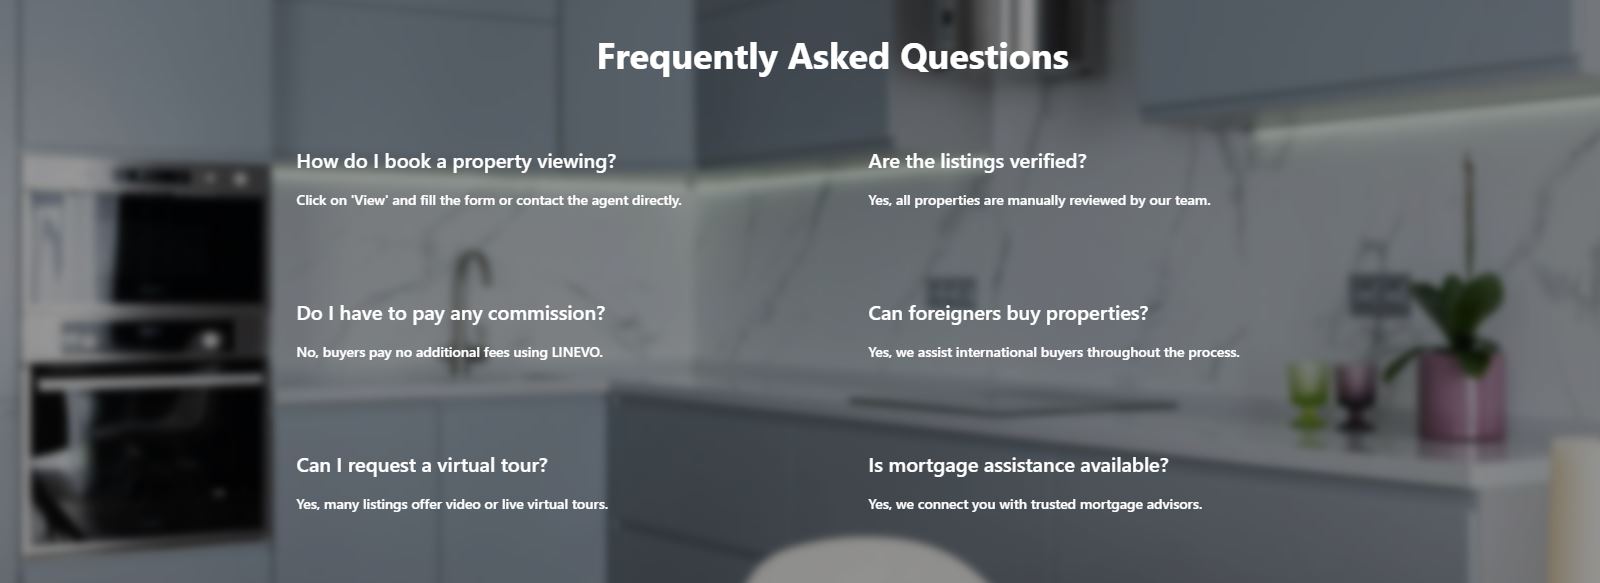 Frequently Asked Questions
How do I book a property viewing?
Click on 'View' and fill the form or contact the agent directly.
Are the listings verified?
Yes, all properties are manually reviewed by our team.
Do I have to pay any commission?
No, buyers pay no additional fees using LINEVO.
Can foreigners buy properties?
Yes, we assist international buyers throughout the process.
Can I request a virtual tour?
Yes, many listings offer video or live virtual tours.
Is mortgage assistance available?
Yes, we connect you with trusted mortgage advisors.